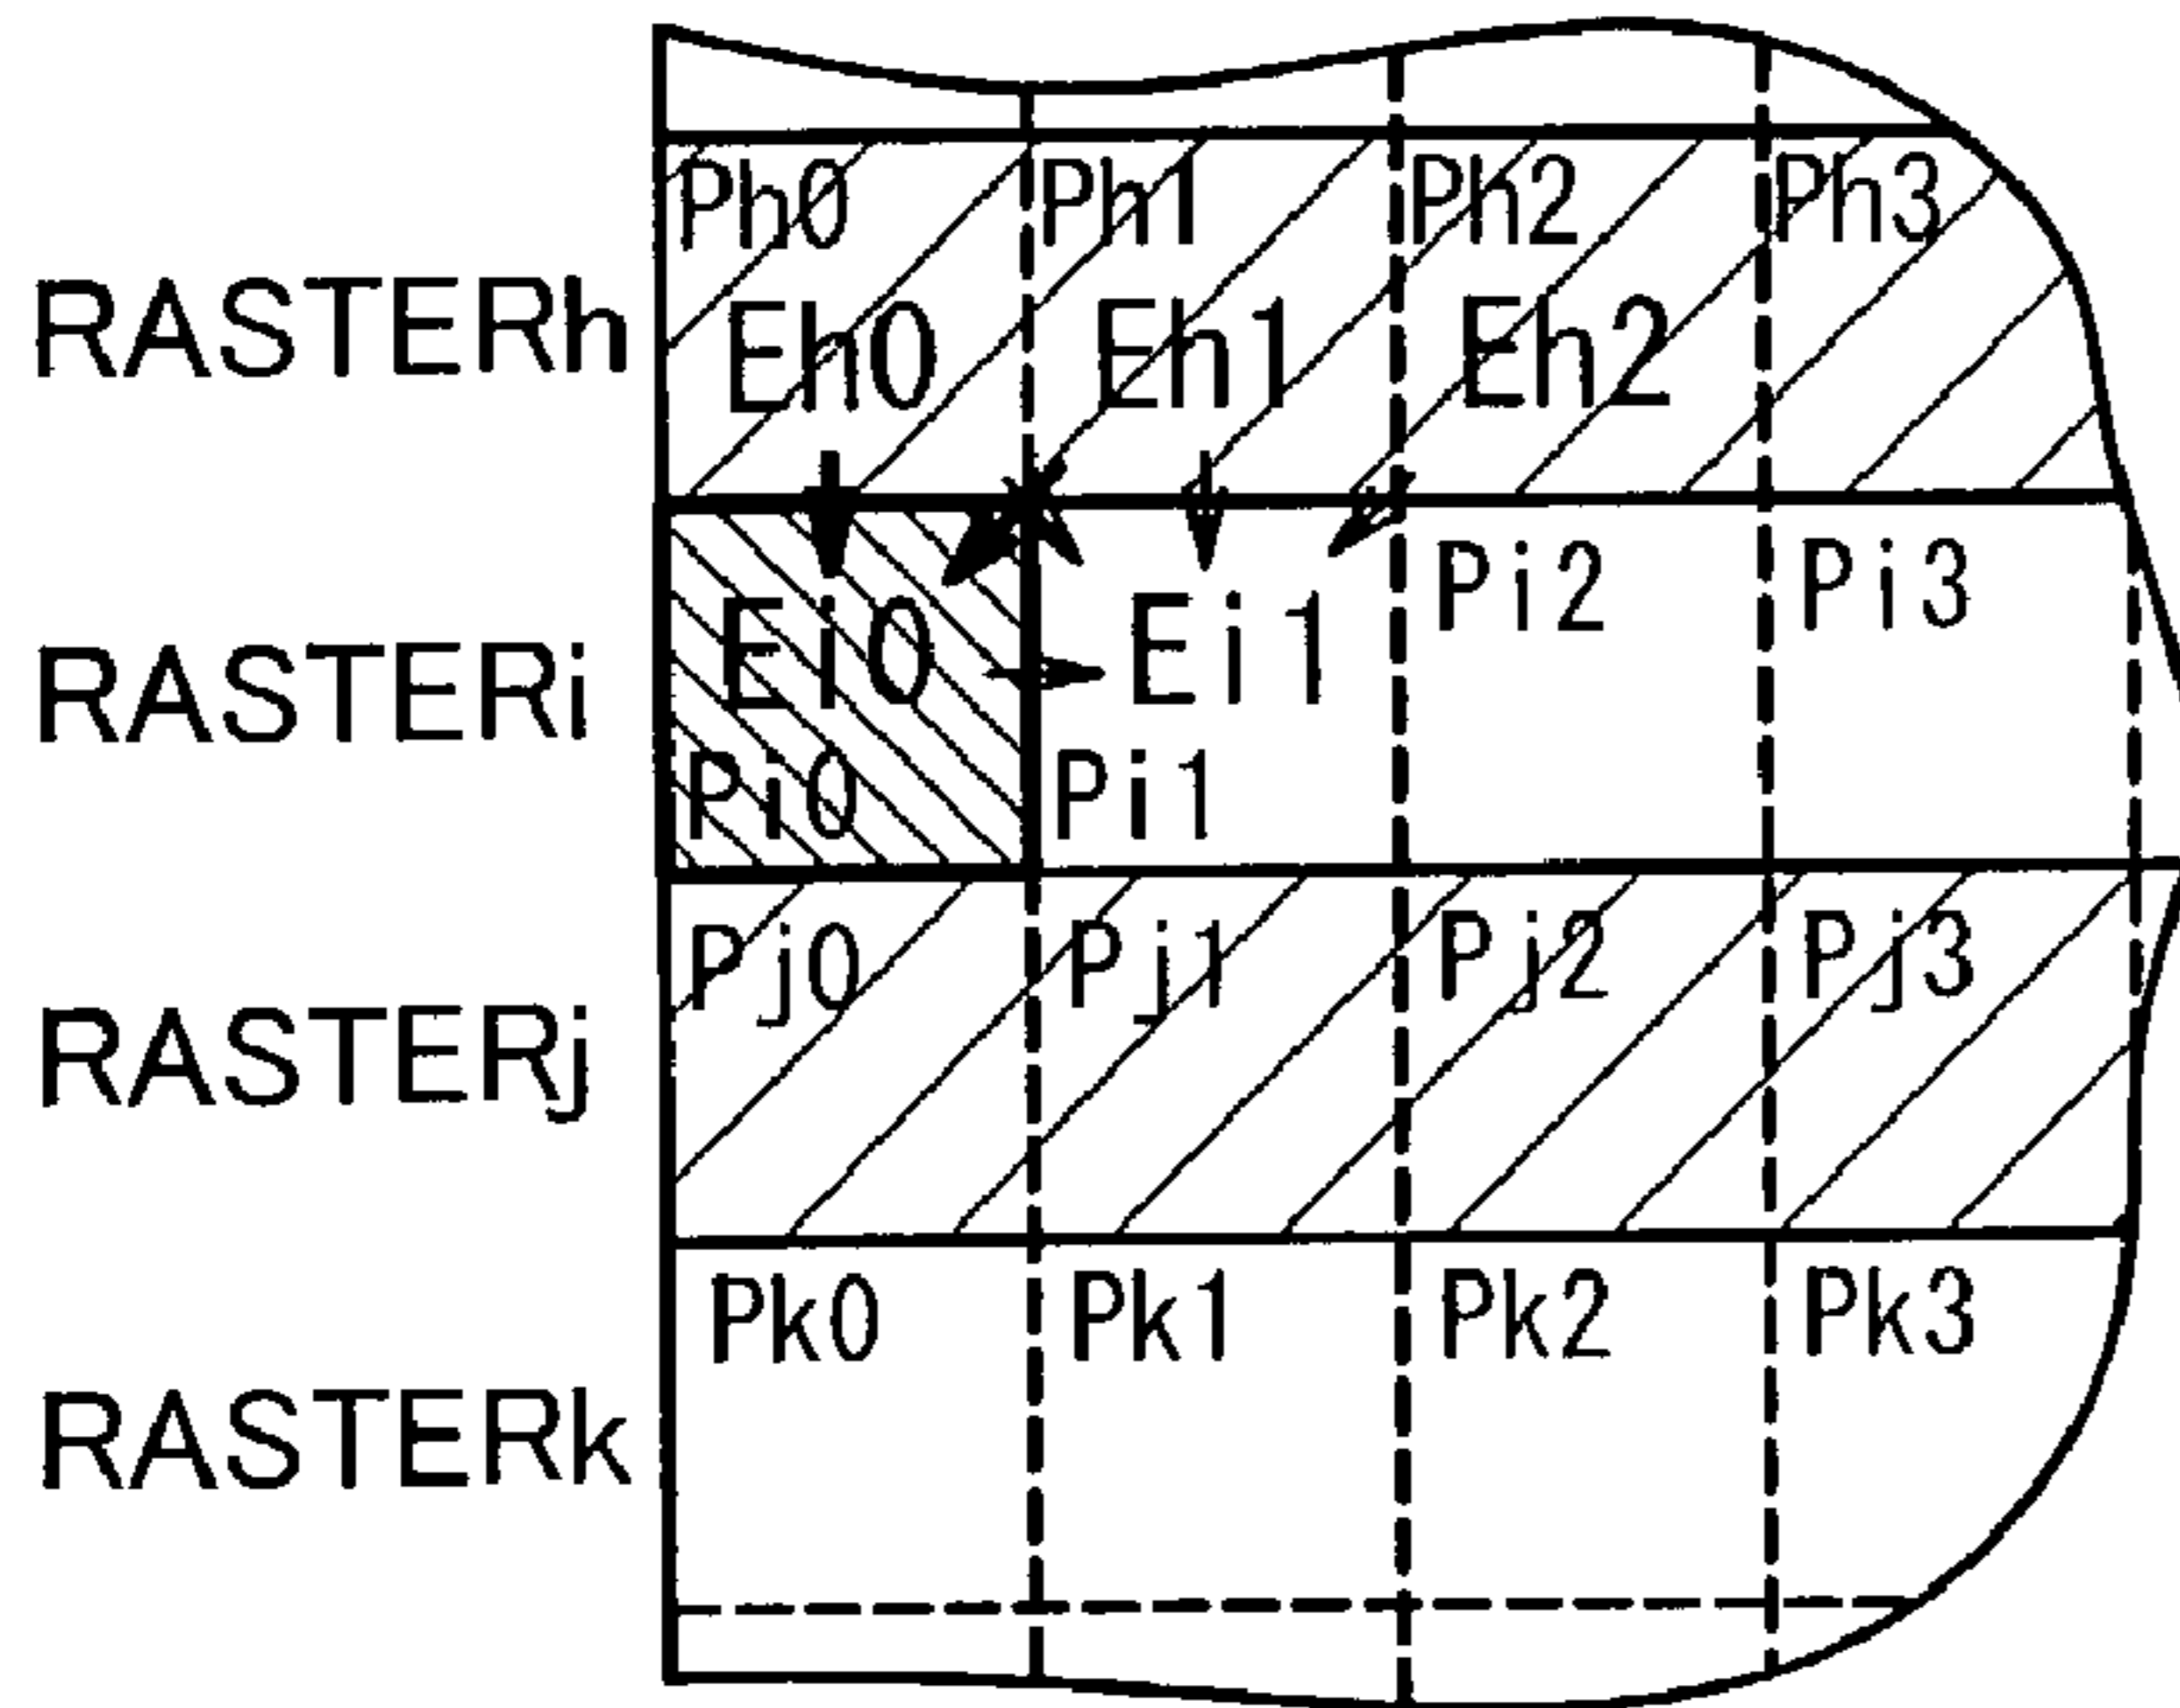 Ph0 Ph1 Ph2 Ph3
RASTERh Eh0 Eh1 Eh2
Pi2 Pi3
RASTERi Ei0 Ei1
Pi0 Pi1
Pj0 Pj1 Pj2 Pj3
RASTERj
Pk0 Pk1 Pk2 Pk3
RASTERk